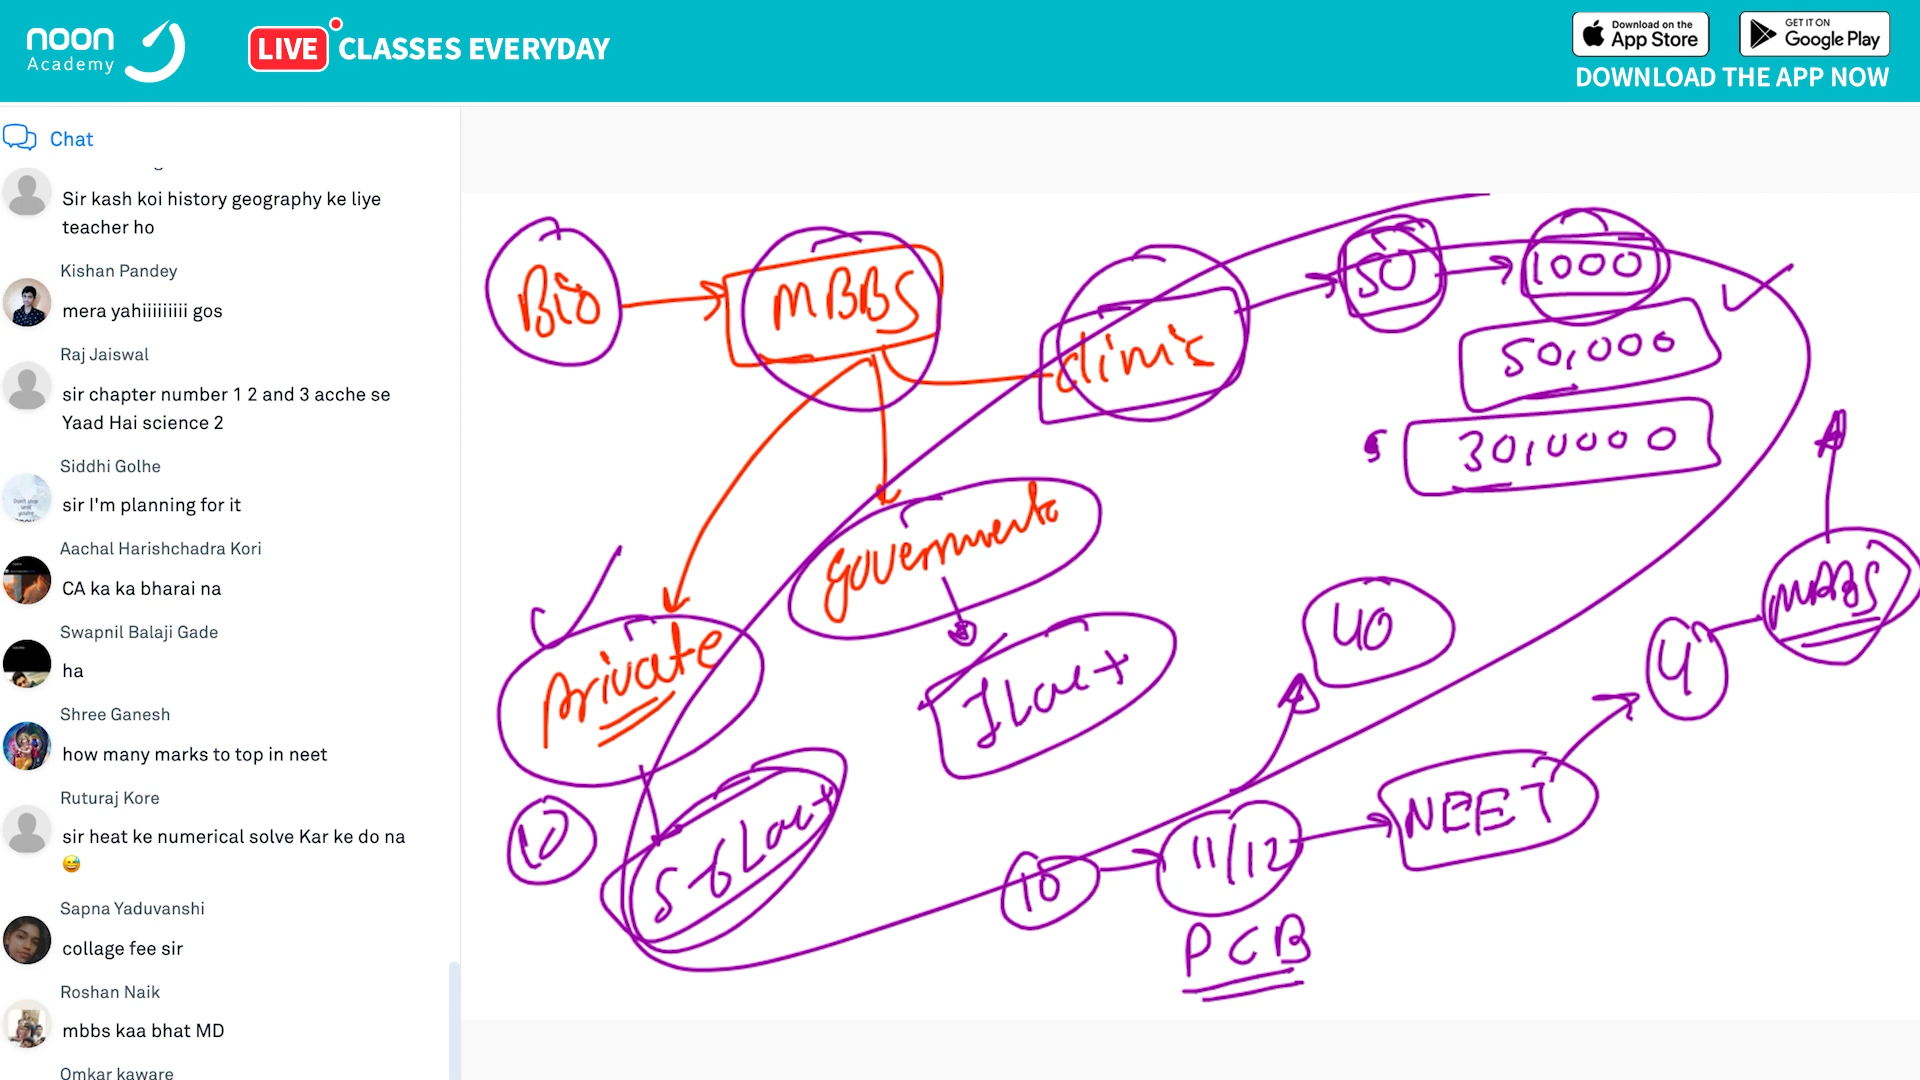 noon
Academy
LIVE CLASSES EVERYDAY
Download on the
App Store
GET IT ON
Google Play
DOWNLOAD THE APP NOW
Chat
Sir kash koi history geography ke liye
teacher ho
Kishan Pandey
mera yahiiiiiiiii gos
Raj Jaiswal
sir chapter number 1 2 and 3 acche se
Yaad Hai science 2
Siddhi Golhe
sir I'm planning for it
Aachal Harishchadra Kori
CA ka ka bharai na
Swapnil Balaji Gade
ha
Shree Ganesh
how many marks to top in neet
Ruturaj Kore
sir heat ke numerical solve Kar ke do na
😅
Sapna Yaduvanshi
collage fee sir
Roshan Naik
mbbs kaa bhat MD
Omkar kaware
Bio
MBBS
clinic
50
1000
50,000
30,0000
government
private
1 Lac +
5-6 Lac +
10
40
4
MBBS
10
11/12
NEET
PCB